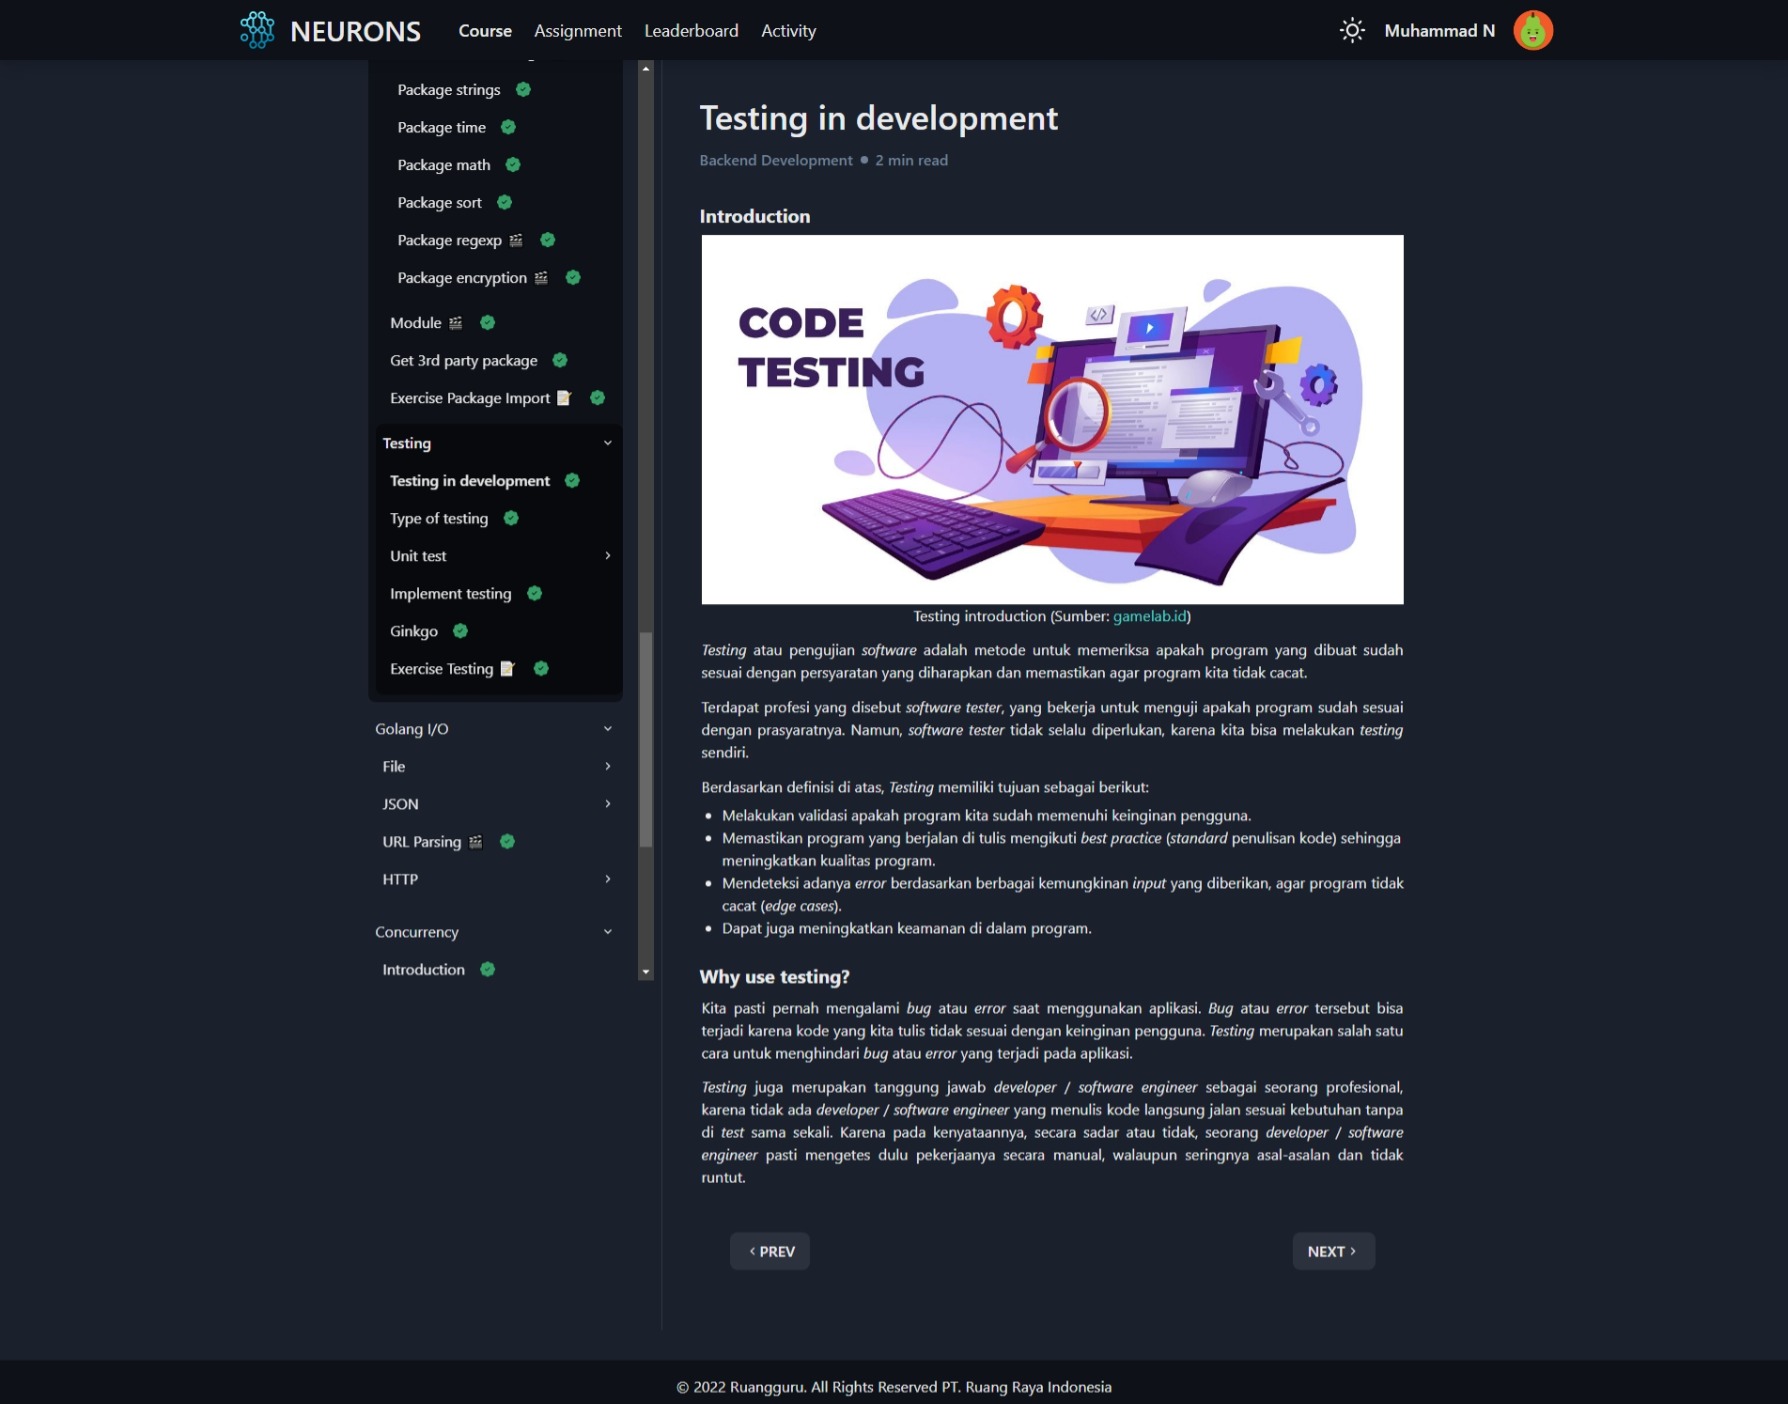 NEURONS
Course
Assignment
Leaderboard
Activity
Muhammad N
Package strings
Package time
Package math
Package sort
Package regexp
Package encryption
Module
Get 3rd party package
Exercise Package Import
Testing
Testing in development
Type of testing
Unit test
Implement testing
Ginkgo
Exercise Testing
Golang I/O
File
JSON
URL Parsing
HTTP
Concurrency
Introduction
Testing in development
Backend Development ● 2 min read
Introduction
CODE
TESTING
</>
Testing introduction (Sumber: gamelab.id)
Testing atau pengujian software adalah metode untuk memeriksa apakah program yang dibuat sudah
sesuai dengan persyaratan yang diharapkan dan memastikan agar program kita tidak cacat.
Terdapat profesi yang disebut software tester, yang bekerja untuk menguji apakah program sudah sesuai
dengan prasyaratnya. Namun, software tester tidak selalu diperlukan, karena kita bisa melakukan testing
sendiri.
Berdasarkan definisi di atas, Testing memiliki tujuan sebagai berikut:
• Melakukan validasi apakah program kita sudah memenuhi keinginan pengguna.
• Memastikan program yang berjalan di tulis mengikuti best practice (standard penulisan kode) sehingga
meningkatkan kualitas program.
• Mendeteksi adanya error berdasarkan berbagai kemungkinan input yang diberikan, agar program tidak
cacat (edge cases).
• Dapat juga meningkatkan keamanan di dalam program.
Why use testing?
Kita pasti pernah mengalami bug atau error saat menggunakan aplikasi. Bug atau error tersebut bisa
terjadi karena kode yang kita tulis tidak sesuai dengan keinginan pengguna. Testing merupakan salah satu
cara untuk menghindari bug atau error yang terjadi pada aplikasi.
Testing juga merupakan tanggung jawab developer / software engineer sebagai seorang profesional,
karena tidak ada developer / software engineer yang menulis kode langsung jalan sesuai kebutuhan tanpa
di test sama sekali. Karena pada kenyataannya, secara sadar atau tidak, seorang developer / software
engineer pasti mengetes dulu pekerjaanya secara manual, walaupun seringnya asal-asalan dan tidak
runtut.
‹ PREV
NEXT ›
© 2022 Ruangguru. All Rights Reserved PT. Ruang Raya Indonesia